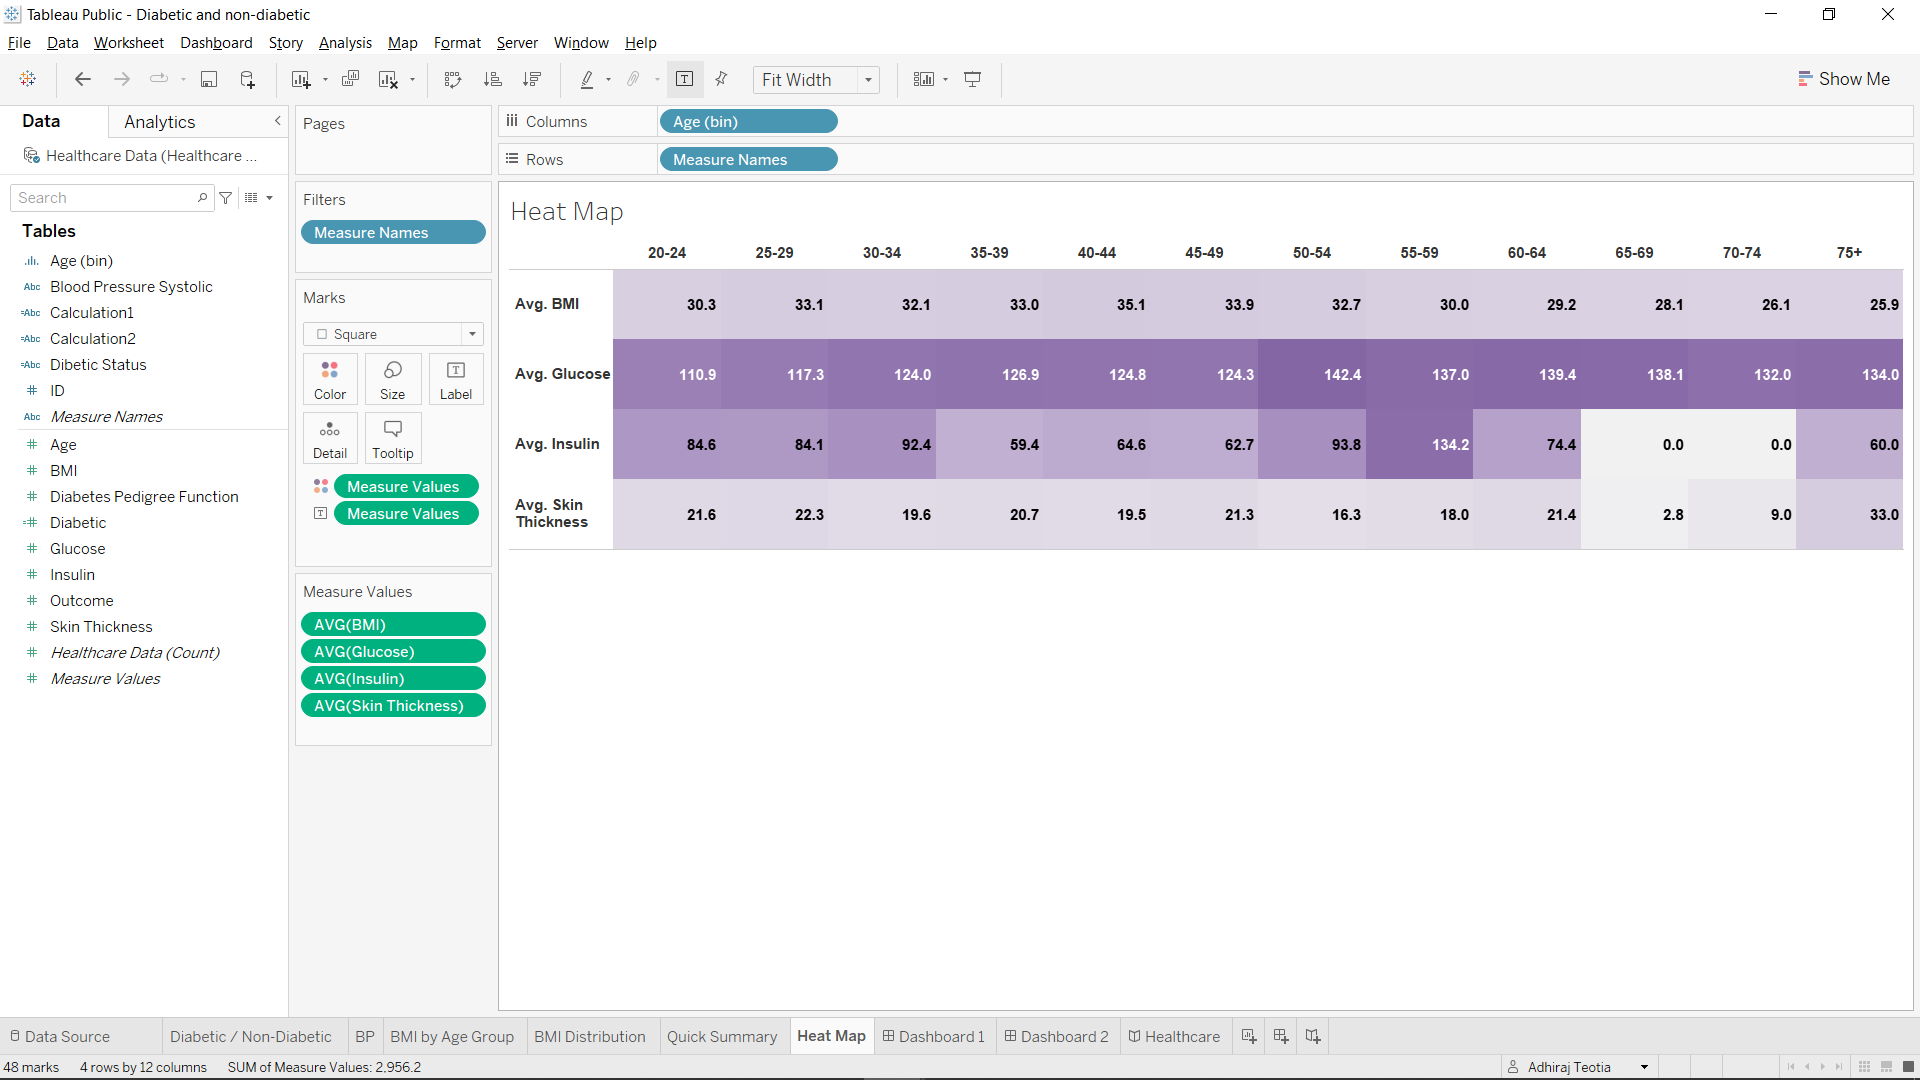 Tableau Public - Diabetic and non-diabetic
File Data Worksheet Dashboard Story Analysis Map Format Server Window Help
Fit Width
Show Me
Data Analytics
Healthcare Data (Healthcare ...
Search
Tables
Age (bin)
Abc Blood Pressure Systolic
=Abc Calculation1
=Abc Calculation2
=Abc Dibetic Status
# ID
Abc Measure Names
# Age
# BMI
# Diabetes Pedigree Function
=# Diabetic
# Glucose
# Insulin
# Outcome
# Skin Thickness
# Healthcare Data (Count)
# Measure Values
Pages
Filters
Measure Names
Marks
Square
Color Size Label
Detail Tooltip
Measure Values
Measure Values
Measure Values
AVG(BMI)
AVG(Glucose)
AVG(Insulin)
AVG(Skin Thickness)
Columns Age (bin)
Rows Measure Names
Heat Map
20-24 25-29 30-34 35-39 40-44 45-49 50-54 55-59 60-64 65-69 70-74 75+
Avg. BMI 30.3 33.1 32.1 33.0 35.1 33.9 32.7 30.0 29.2 28.1 26.1 25.9
Avg. Glucose 110.9 117.3 124.0 126.9 124.8 124.3 142.4 137.0 139.4 138.1 132.0 134.0
Avg. Insulin 84.6 84.1 92.4 59.4 64.6 62.7 93.8 134.2 74.4 0.0 0.0 60.0
Avg. Skin
Thickness 21.6 22.3 19.6 20.7 19.5 21.3 16.3 18.0 21.4 2.8 9.0 33.0
Data Source Diabetic / Non-Diabetic BP BMI by Age Group BMI Distribution Quick Summary Heat Map Dashboard 1 Dashboard 2 Healthcare
48 marks 4 rows by 12 columns SUM of Measure Values: 2,956.2 Adhiraj Teotia